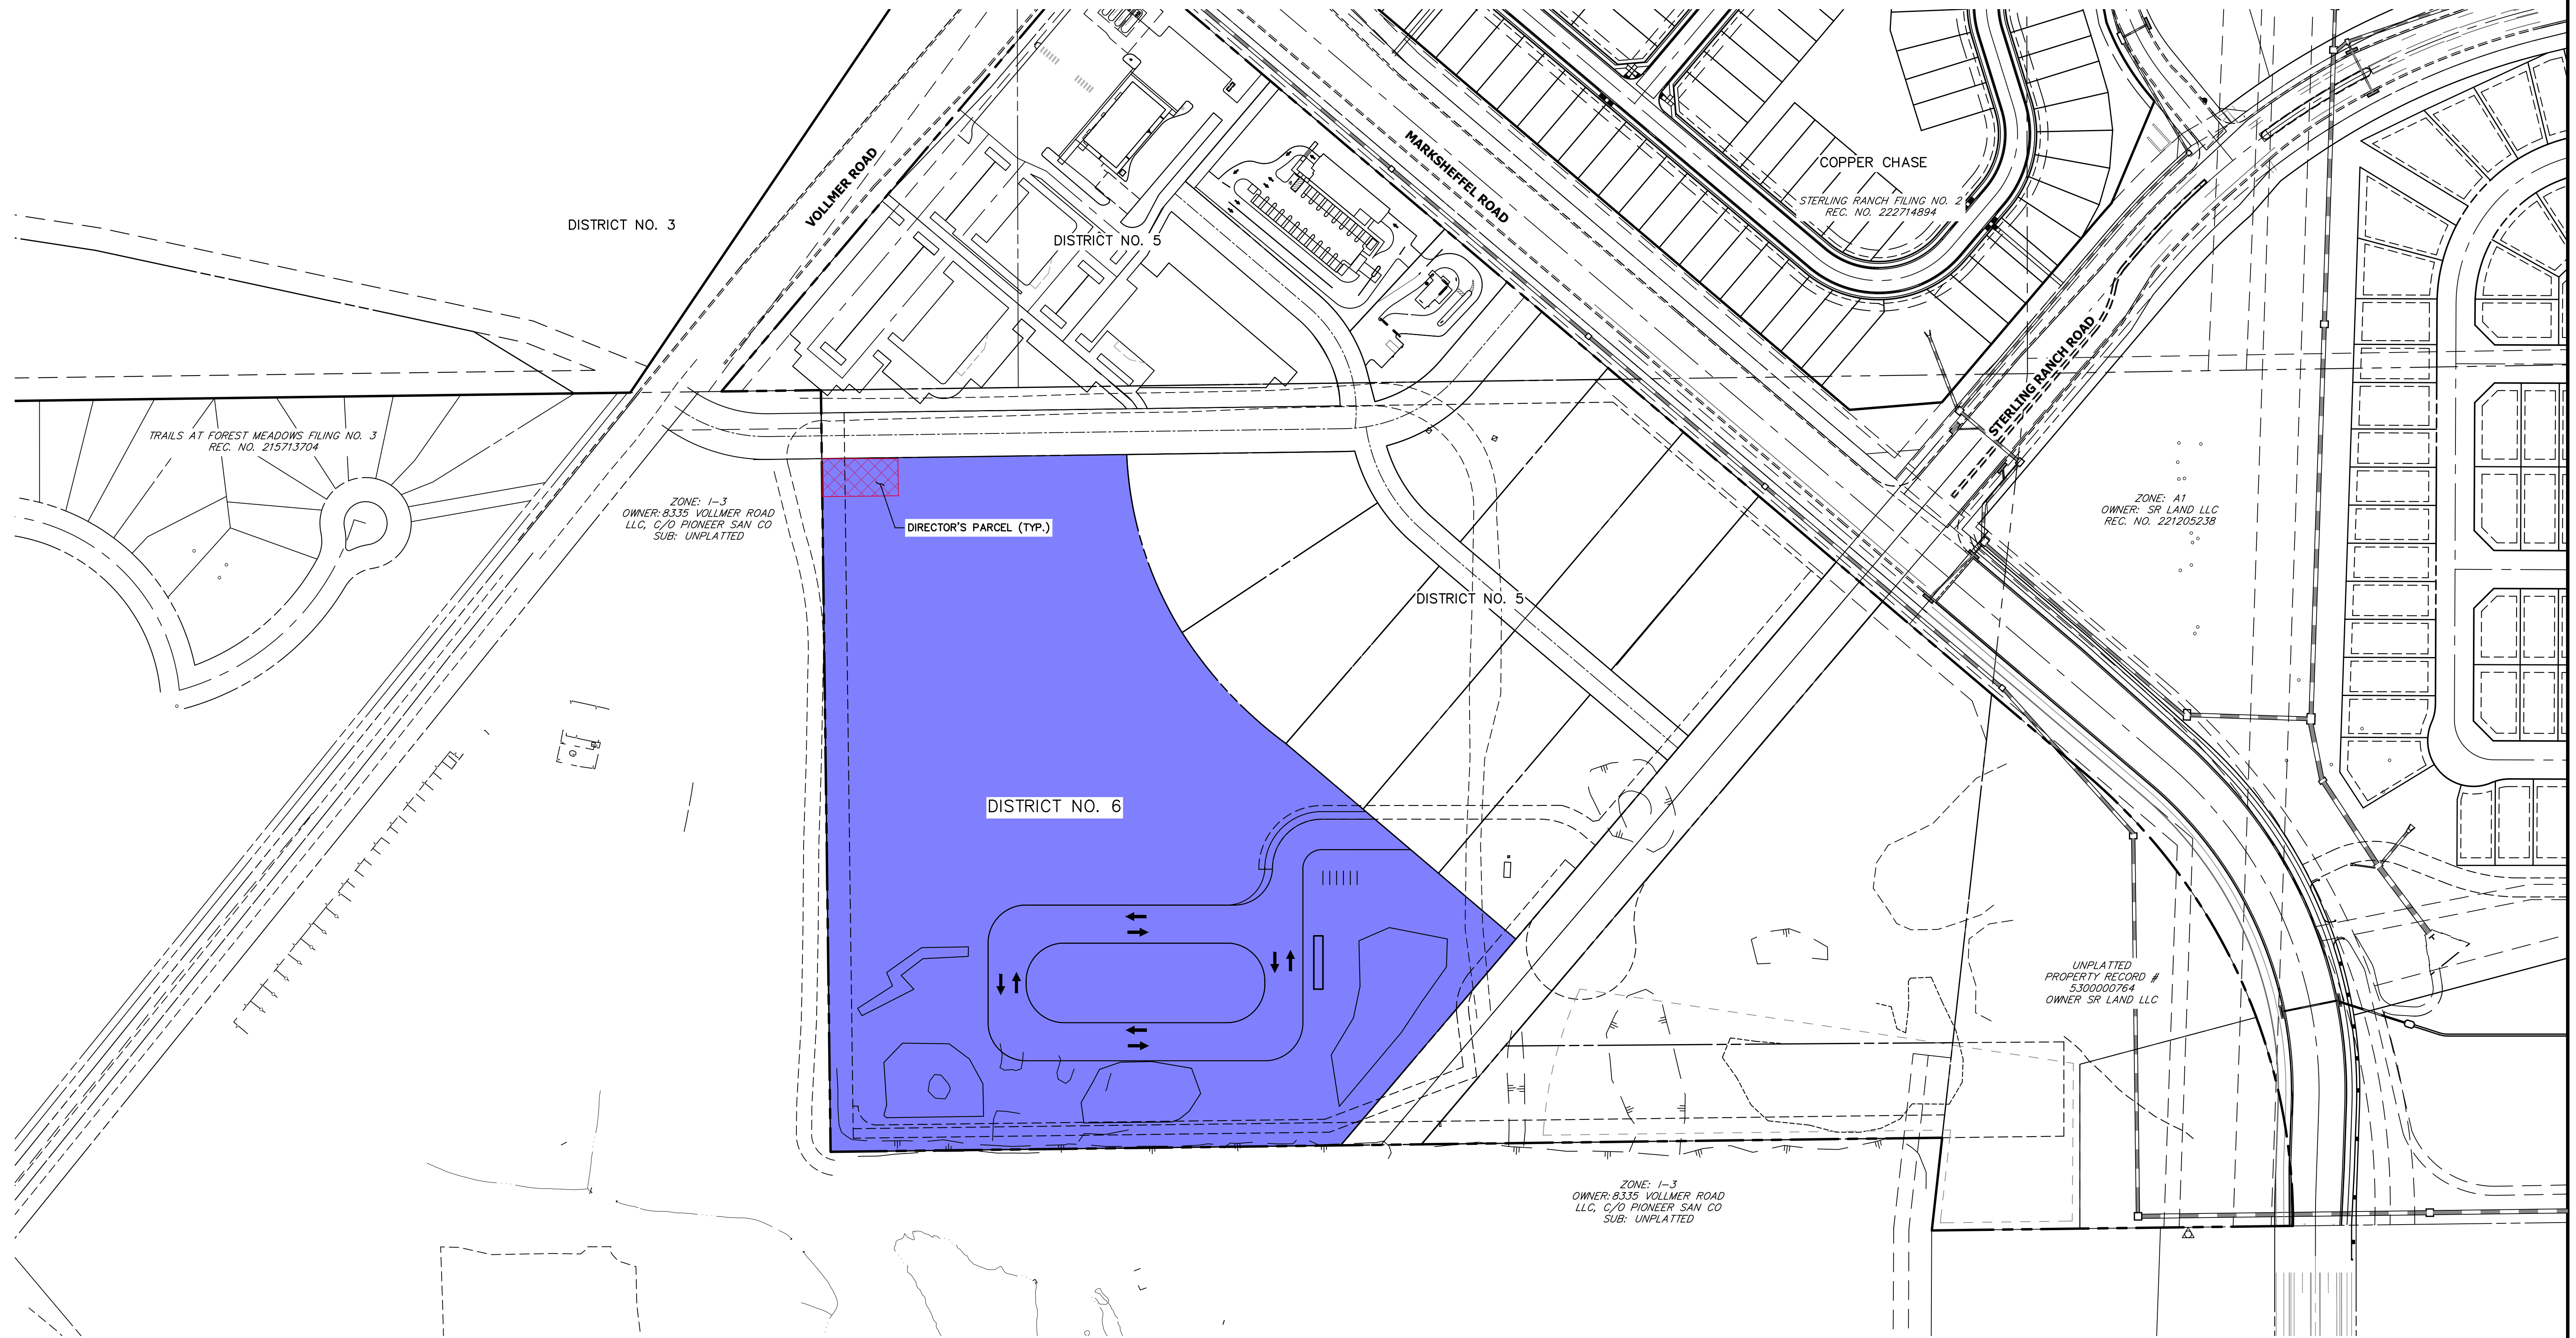 COPPER CHASE
STERLING RANCH FILING NO. 2
REC. NO. 222714894
MARKSHEFFEL ROAD
VOLLMER ROAD
DISTRICT NO. 3
DISTRICT NO. 5
STERLING RANCH ROAD
TRAILS AT FOREST MEADOWS FILING NO. 3
REC. NO. 215713704
ZONE: I-3
OWNER: 8335 VOLLMER ROAD
LLC, C/O PIONEER SAN CO
SUB: UNPLATTED
DIRECTOR'S PARCEL (TYP.)
ZONE: A1
OWNER: SR LAND LLC
REC. NO. 221205238
DISTRICT NO. 5
DISTRICT NO. 6
UNPLATTED
PROPERTY RECORD #
5300000764
OWNER SR LAND LLC
ZONE: I-3
OWNER: 8335 VOLLMER ROAD
LLC, C/O PIONEER SAN CO
SUB: UNPLATTED